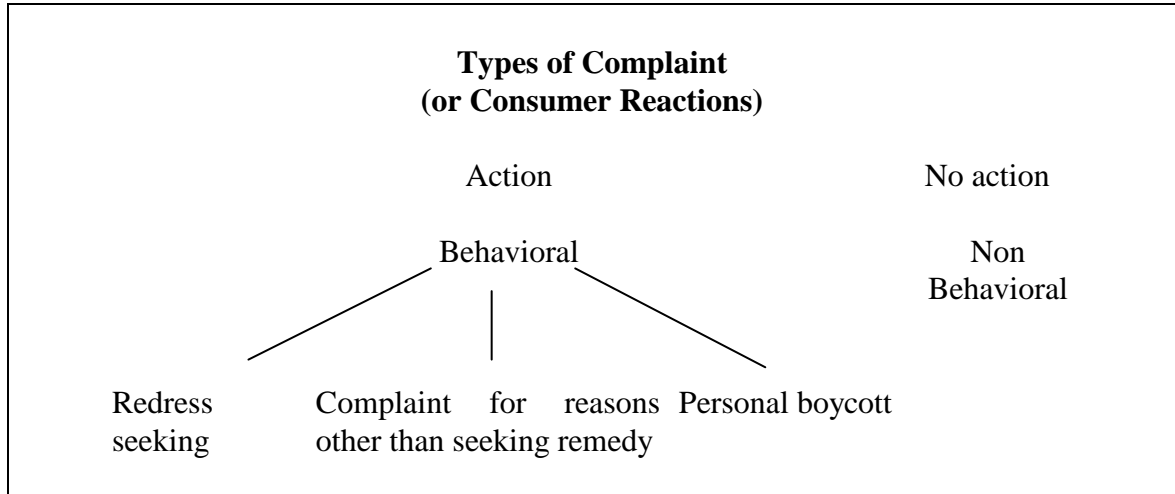 Types of Complaint
(or Consumer Reactions)
Action No action
Behavioral Non
Behavioral
Redress Complaint for reasons Personal boycott
seeking other than seeking remedy